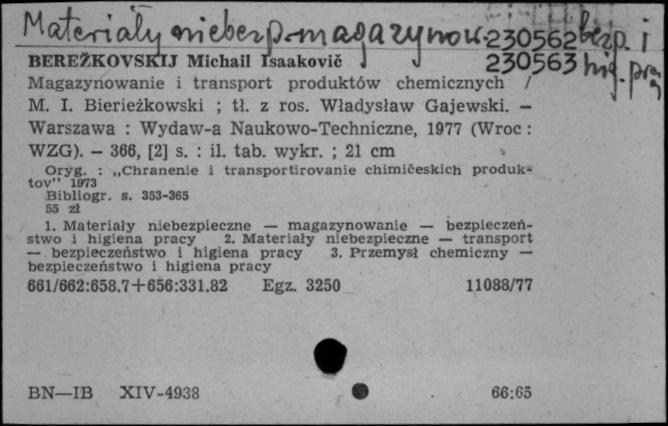 Materiały niebezp.-magazynow.-230562 bezp. i
BEREŽKOVSKIJ Michail Isaakovič 230563 hig. pracy
Magazynowanie i transport produktów chemicznych /
M. I. Bierieżkowski ; tł. z ros. Władysław Gajewski. —
Warszawa : Wydaw-a Naukowo-Techniczne, 1977 (Wroc :
WZG). — 366, [2] s. : il. tab. wykr. ; 21 cm
Oryg. : „Chranenie i transportirovanie chimičeskich produk-
tov" 1973
Bibliogr. s. 353-365
55 zł
1. Materiały niebezpieczne — magazynowanie — bezpieczeń-
stwo i higiena pracy 2. Materiały niebezpieczne — transport
— bezpieczeństwo i higiena pracy 3. Przemysł chemiczny —
bezpieczeństwo i higiena pracy
661/662:658.7+656:331.82 Egz. 3250 11088/77
BN—IB XIV-4938 66:65